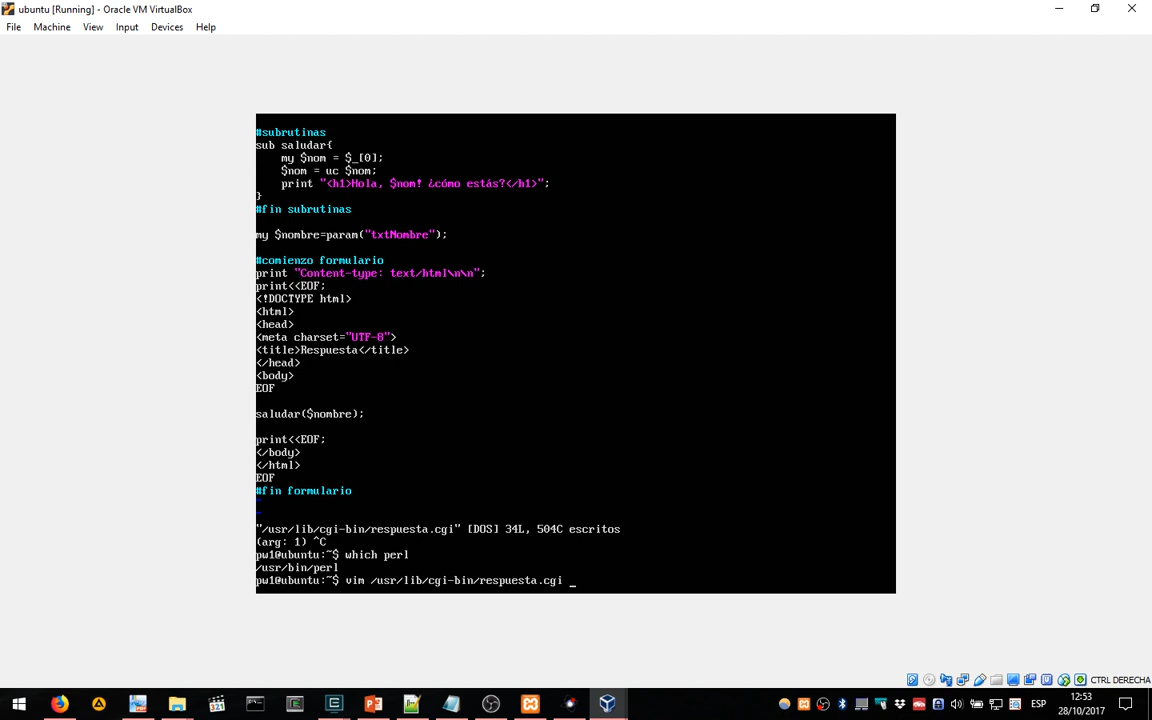 ubuntu [Running] - Oracle VM VirtualBox
File Machine View Input Devices Help
#subrutinas
sub saludar{
    my $nom = $_[0];
    $nom = uc $nom;
    print "<h1>Hola, $nom! ¿cómo estás?</h1>";
}
#fin subrutinas
my $nombre=param("txtNombre");
#comienzo formulario
print "Content-type: text/html\n\n";
print<<EOF;
<!DOCTYPE html>
<html>
<head>
<meta charset="UTF-8">
<title>Respuesta</title>
</head>
<body>
EOF
saludar($nombre);
print<<EOF;
</body>
</html>
EOF
#fin formulario
~
~
"/usr/lib/cgi-bin/respuesta.cgi" [DOS] 34L, 504C escritos
(arg: 1) ^C
pw1@ubuntu:~$ which perl
/usr/bin/perl
pw1@ubuntu:~$ vim /usr/lib/cgi-bin/respuesta.cgi _
CTRL DERECHA
ESP
12:53
28/10/2017